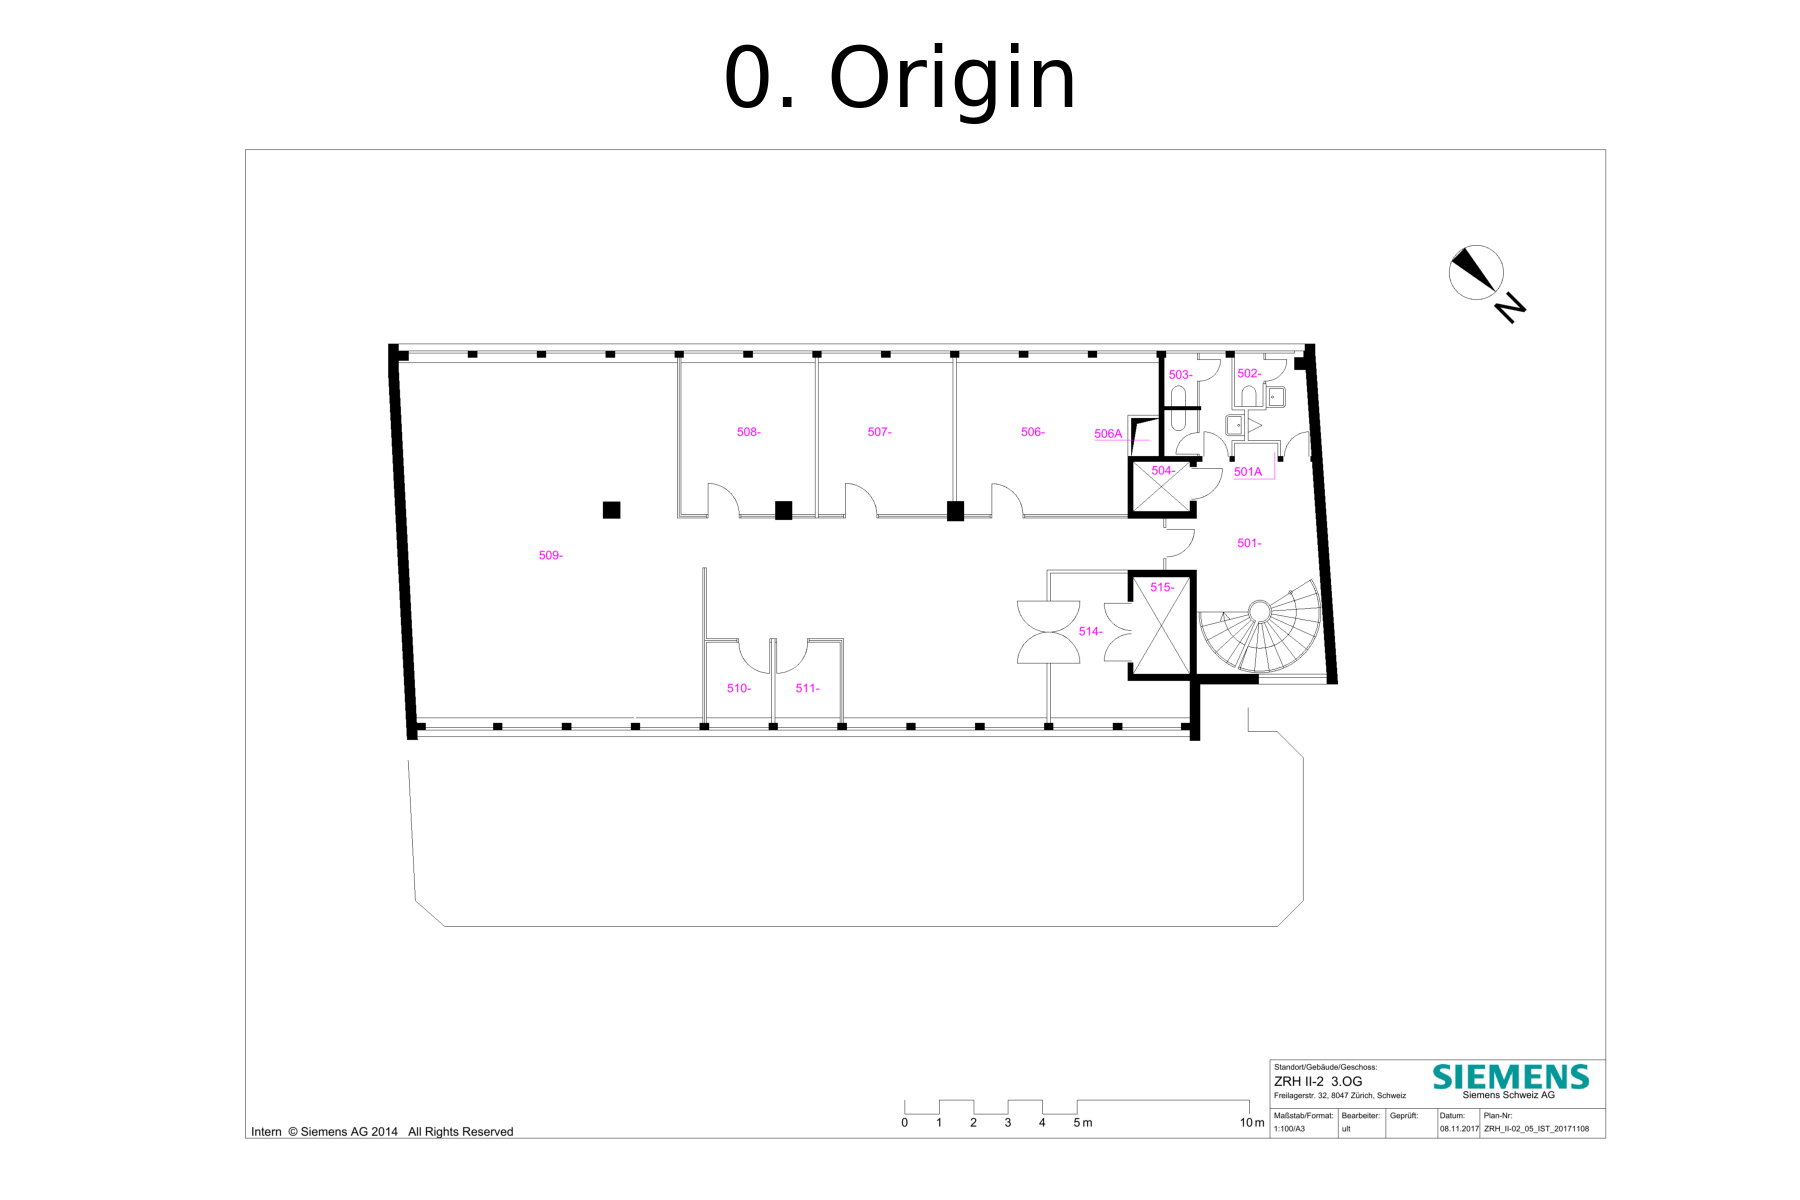 0. Origin
N
503-
502-
508-
507-
506-
506A
504-
501A
501-
509-
515-
514-
510-
511-
Standort/Gebäude/Geschoss:
ZRH II-2 3.OG
Freilagerstr. 32, 8047 Zürich, Schweiz
SIEMENS
Siemens Schweiz AG
Maßstab/Format: Bearbeiter: Geprüft: Datum: Plan-Nr:
1:100/A3 ult 08.11.2017 ZRH_II-02_05_IST_20171108
0 1 2 3 4 5 m 10 m
Intern © Siemens AG 2014 All Rights Reserved